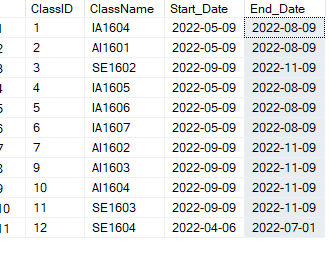 ClassID ClassName Start_Date End_Date
1 1 IA1604 2022-05-09 2022-08-09
2 2 AI1601 2022-05-09 2022-08-09
3 3 SE1602 2022-09-09 2022-11-09
4 4 IA1605 2022-05-09 2022-08-09
5 5 IA1606 2022-05-09 2022-08-09
6 6 IA1607 2022-05-09 2022-08-09
7 7 AI1602 2022-09-09 2022-11-09
8 9 AI1603 2022-09-09 2022-11-09
9 10 AI1604 2022-09-09 2022-11-09
10 11 SE1603 2022-09-09 2022-11-09
11 12 SE1604 2022-04-06 2022-07-01